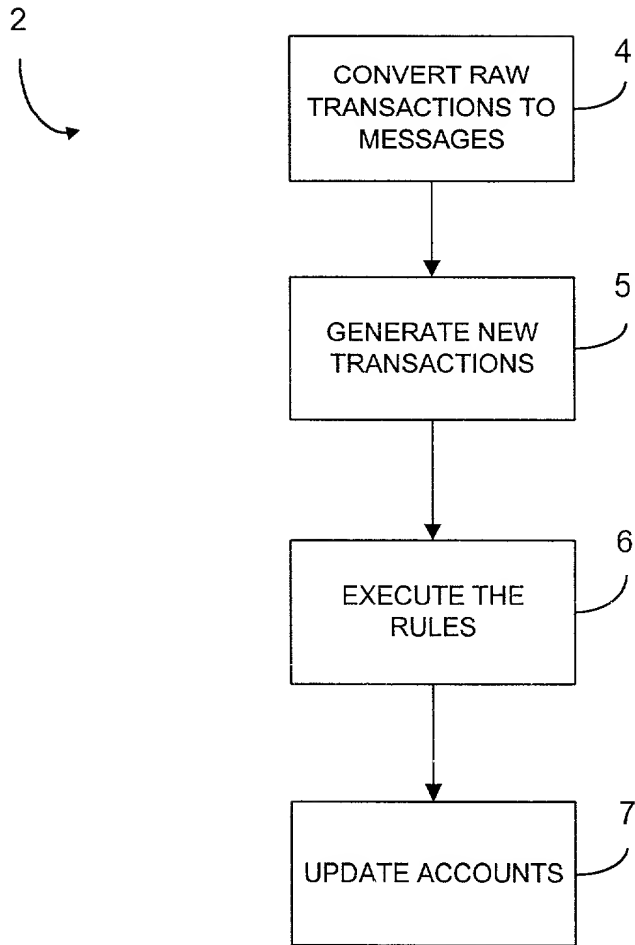 2
4
CONVERT RAW
TRANSACTIONS TO
MESSAGES
5
GENERATE NEW
TRANSACTIONS
6
EXECUTE THE
RULES
7
UPDATE ACCOUNTS